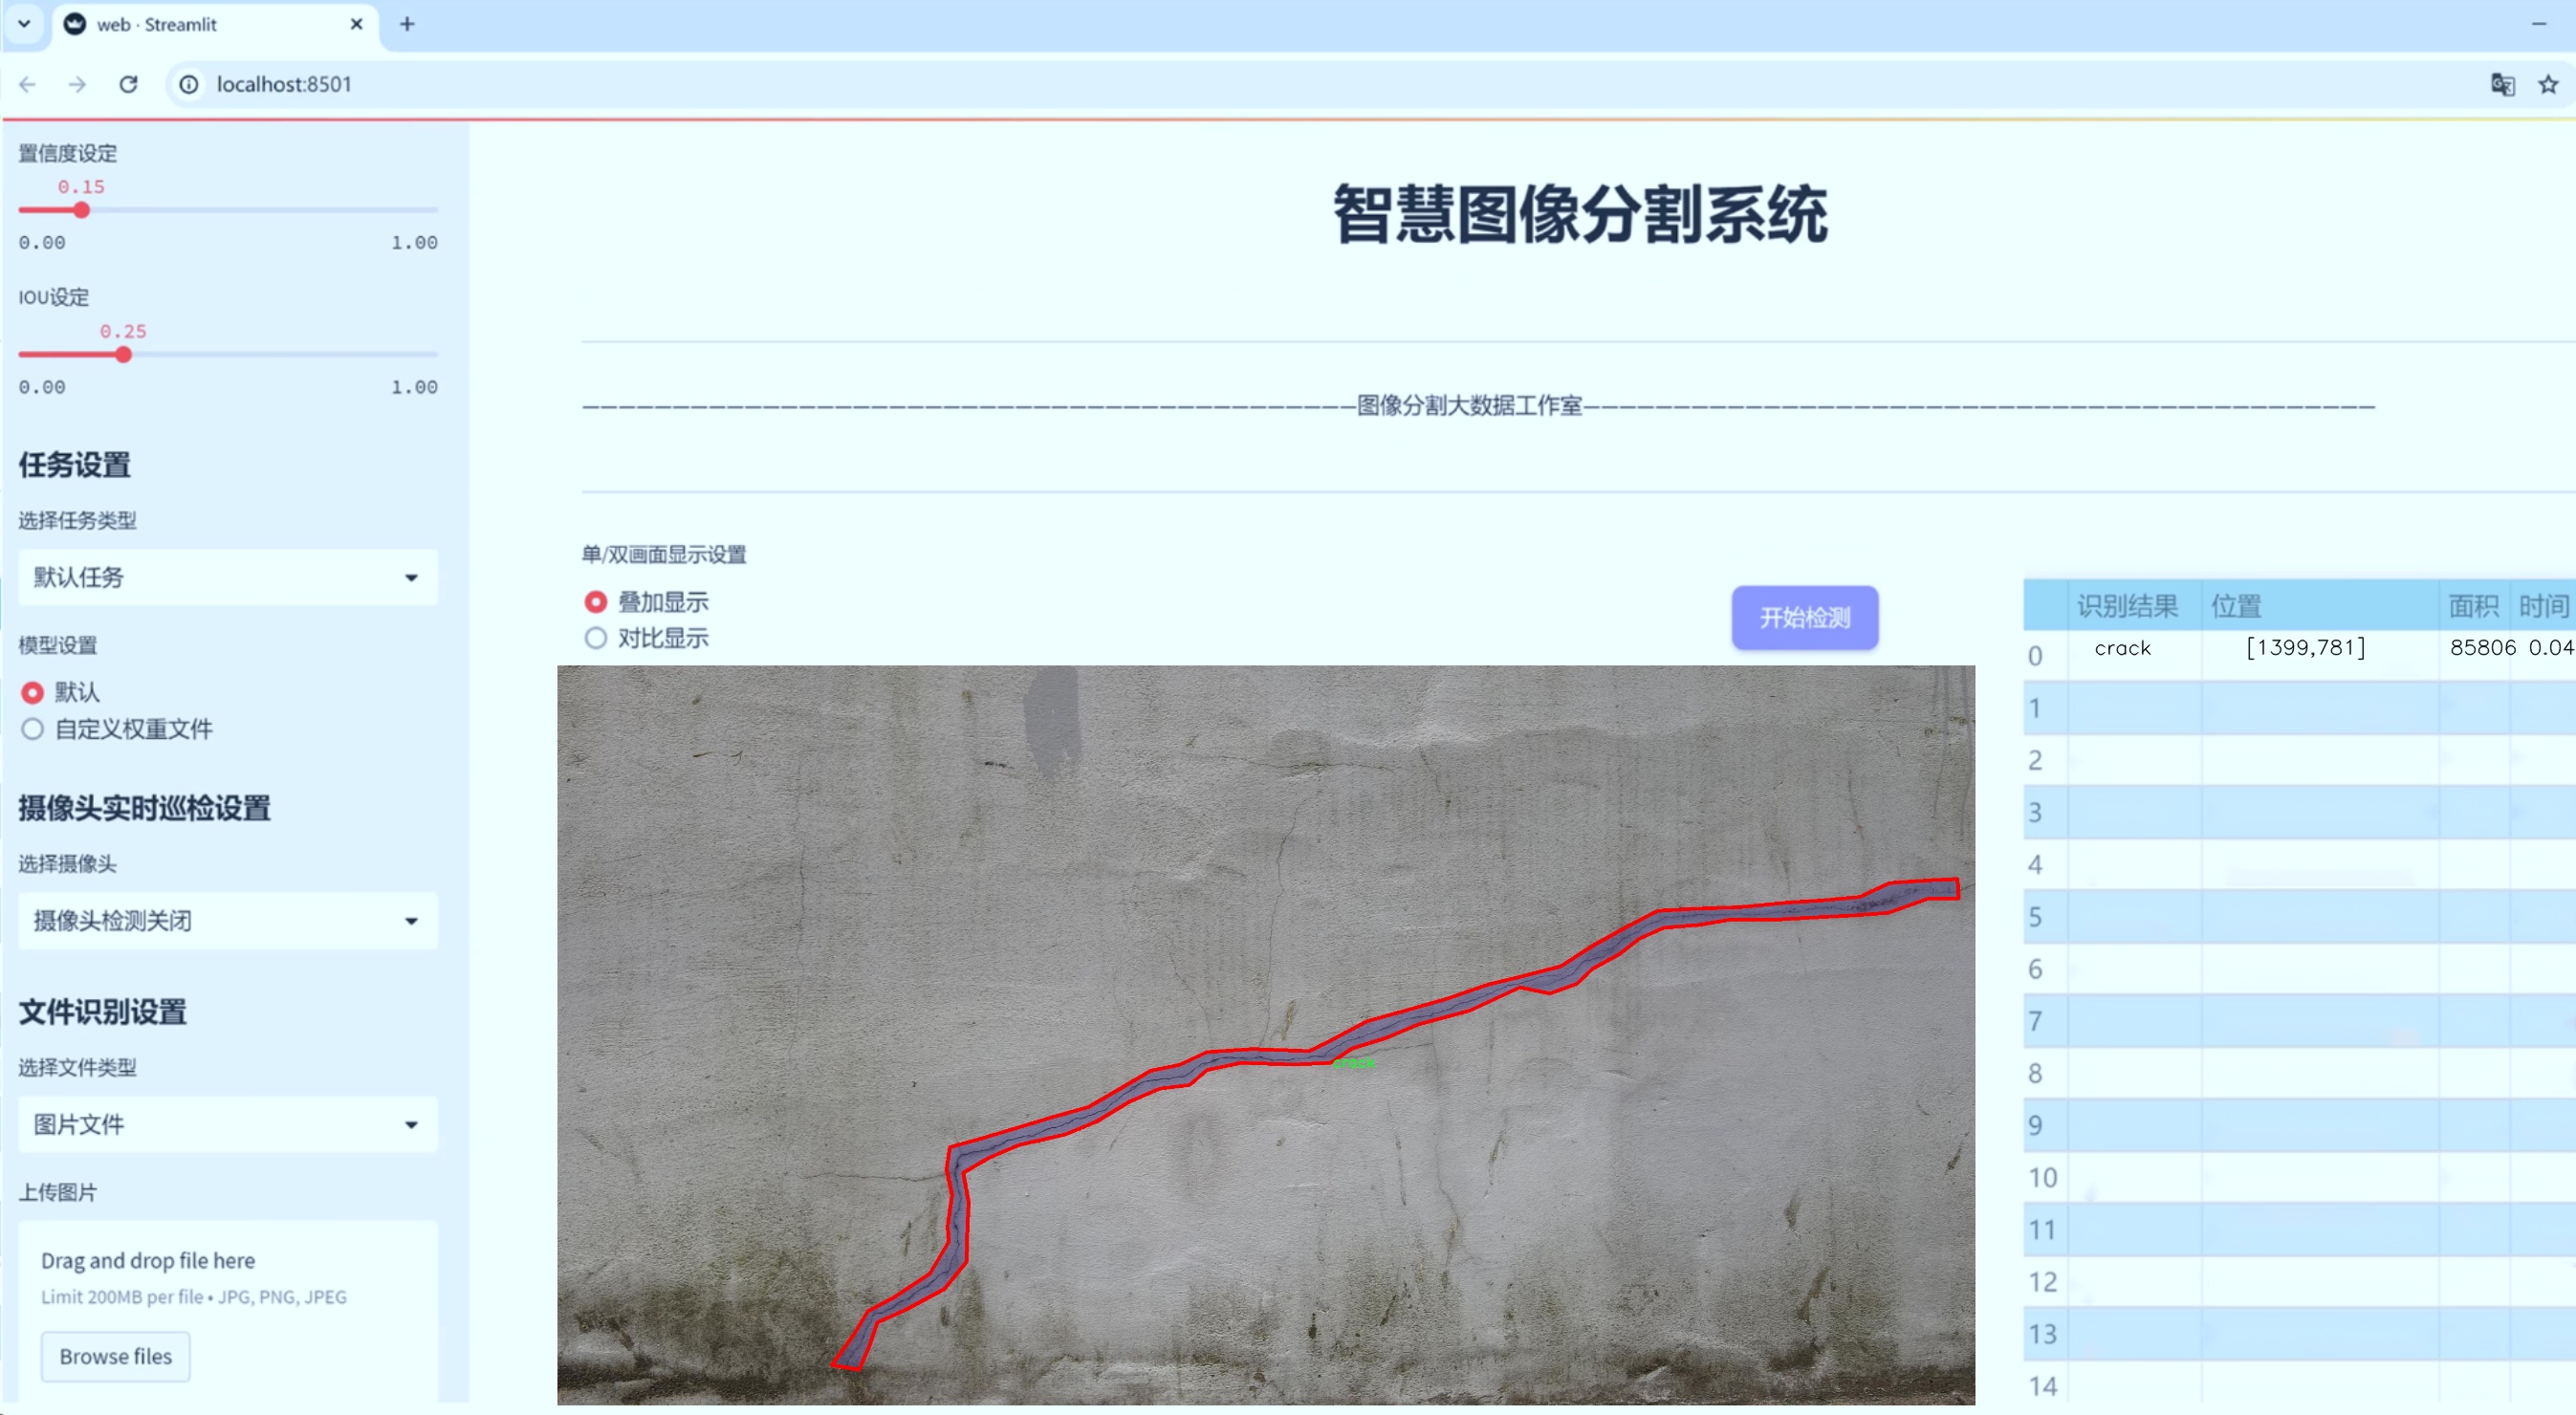 web · Streamlit
localhost:8501
置信度设定
0.15
0.00 1.00
IOU设定
0.25
0.00 1.00
任务设置
选择任务类型
默认任务
模型设置
默认
自定义权重文件
摄像头实时巡检设置
选择摄像头
摄像头检测关闭
文件识别设置
选择文件类型
图片文件
上传图片
Drag and drop file here
Limit 200MB per file • JPG, PNG, JPEG
Browse files
智慧图像分割系统
———————————————————————————————————————————图像分割大数据工作室————————————————————————————————————————————
单/双画面显示设置
叠加显示
对比显示
开始检测
crack
识别结果 位置 面积 时间
0 crack [1399,781] 85806 0.04
1
2
3
4
5
6
7
8
9
10
11
12
13
14